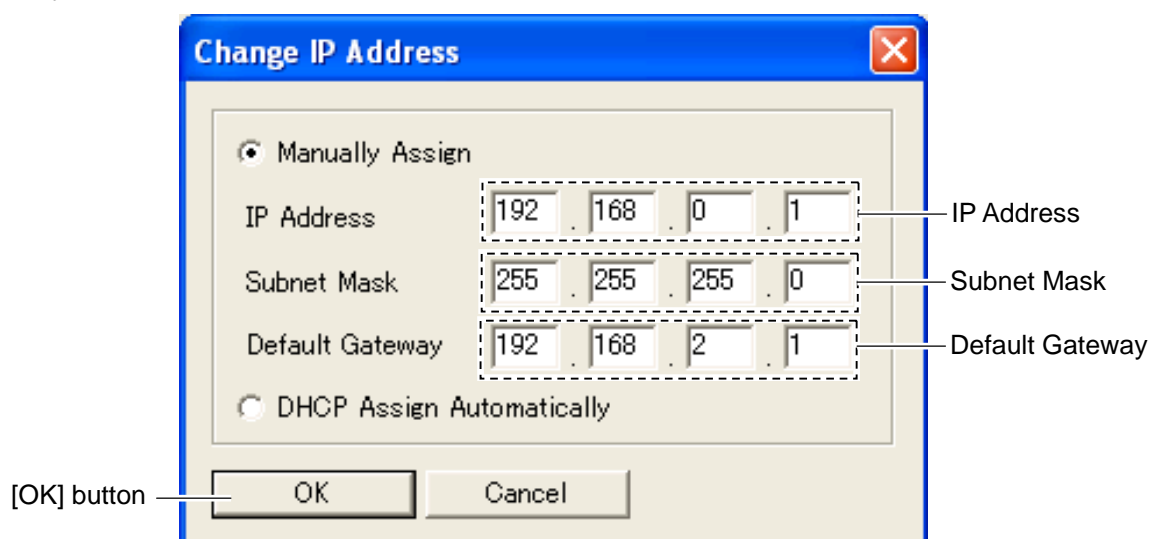 Change IP Address
Manually Assign
IP Address 192 . 168 . 0 . 1 IP Address
Subnet Mask 255 . 255 . 255 . 0 Subnet Mask
Default Gateway 192 . 168 . 2 . 1 Default Gateway
DHCP Assign Automatically
[OK] button OK Cancel